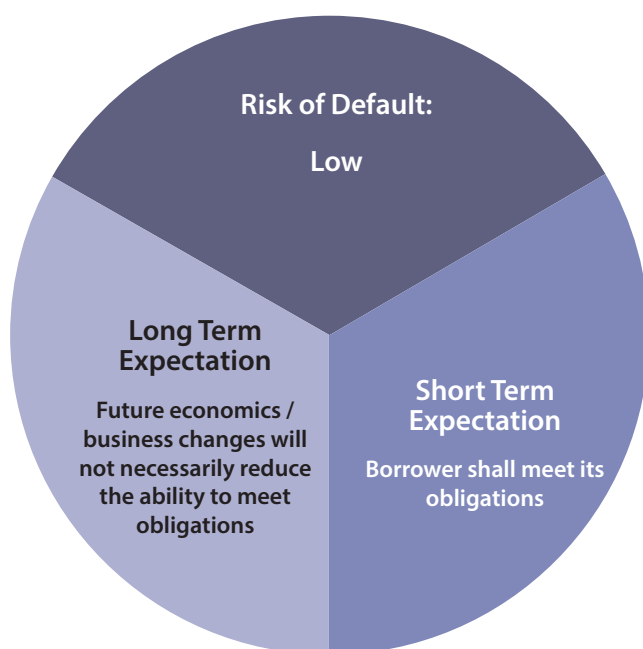 Risk of Default:
Low
Long Term
Expectation
Future economics /
business changes will
not necessarily reduce
the ability to meet
obligations
Short Term
Expectation
Borrower shall meet its
obligations